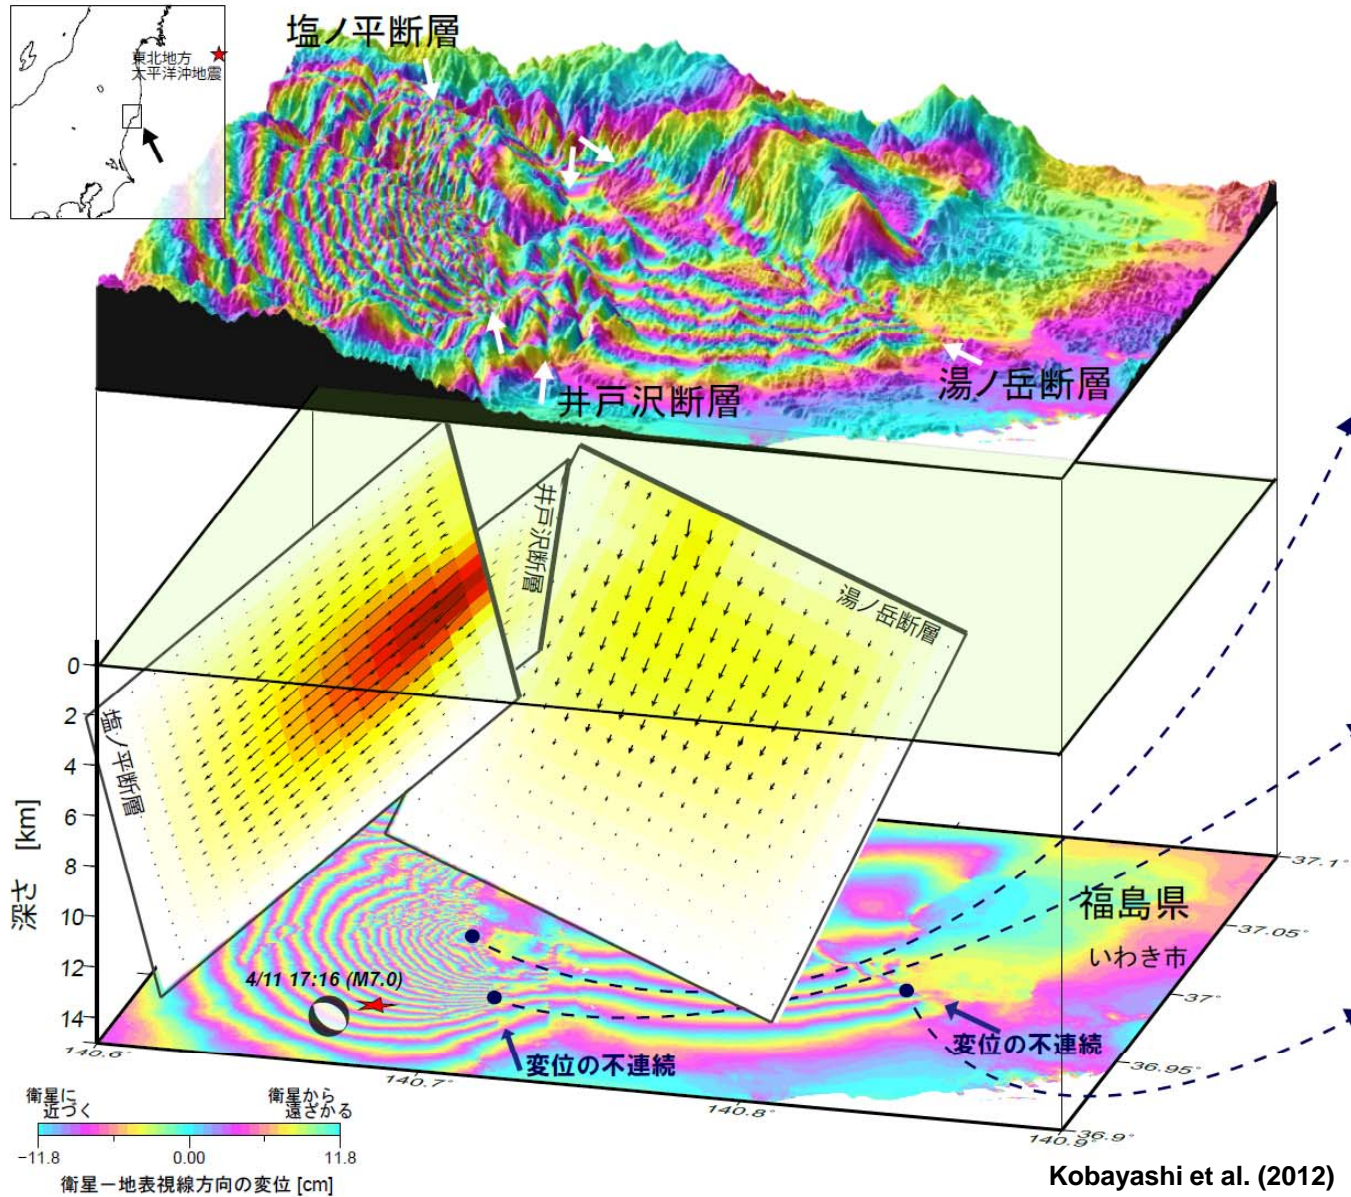 塩ノ平断層
東北地方
太平洋沖地震
井戸沢断層
湯ノ岳断層
井戸沢断層
湯ノ岳断層
塩ノ平断層
0
2
4
6
8
10
12
14
深さ [km]
福島県
いわき市
37.1°
37.05°
37°
36.95°
36.9°
4/11 17:16 (M7.0)
変位の不連続
変位の不連続
140.6°
140.7°
140.8°
140.9°
衛星に
近づく
衛星から
遠ざかる
−11.8 0.00 11.8
衛星－地表視線方向の変位 [cm]
Kobayashi et al. (2012)